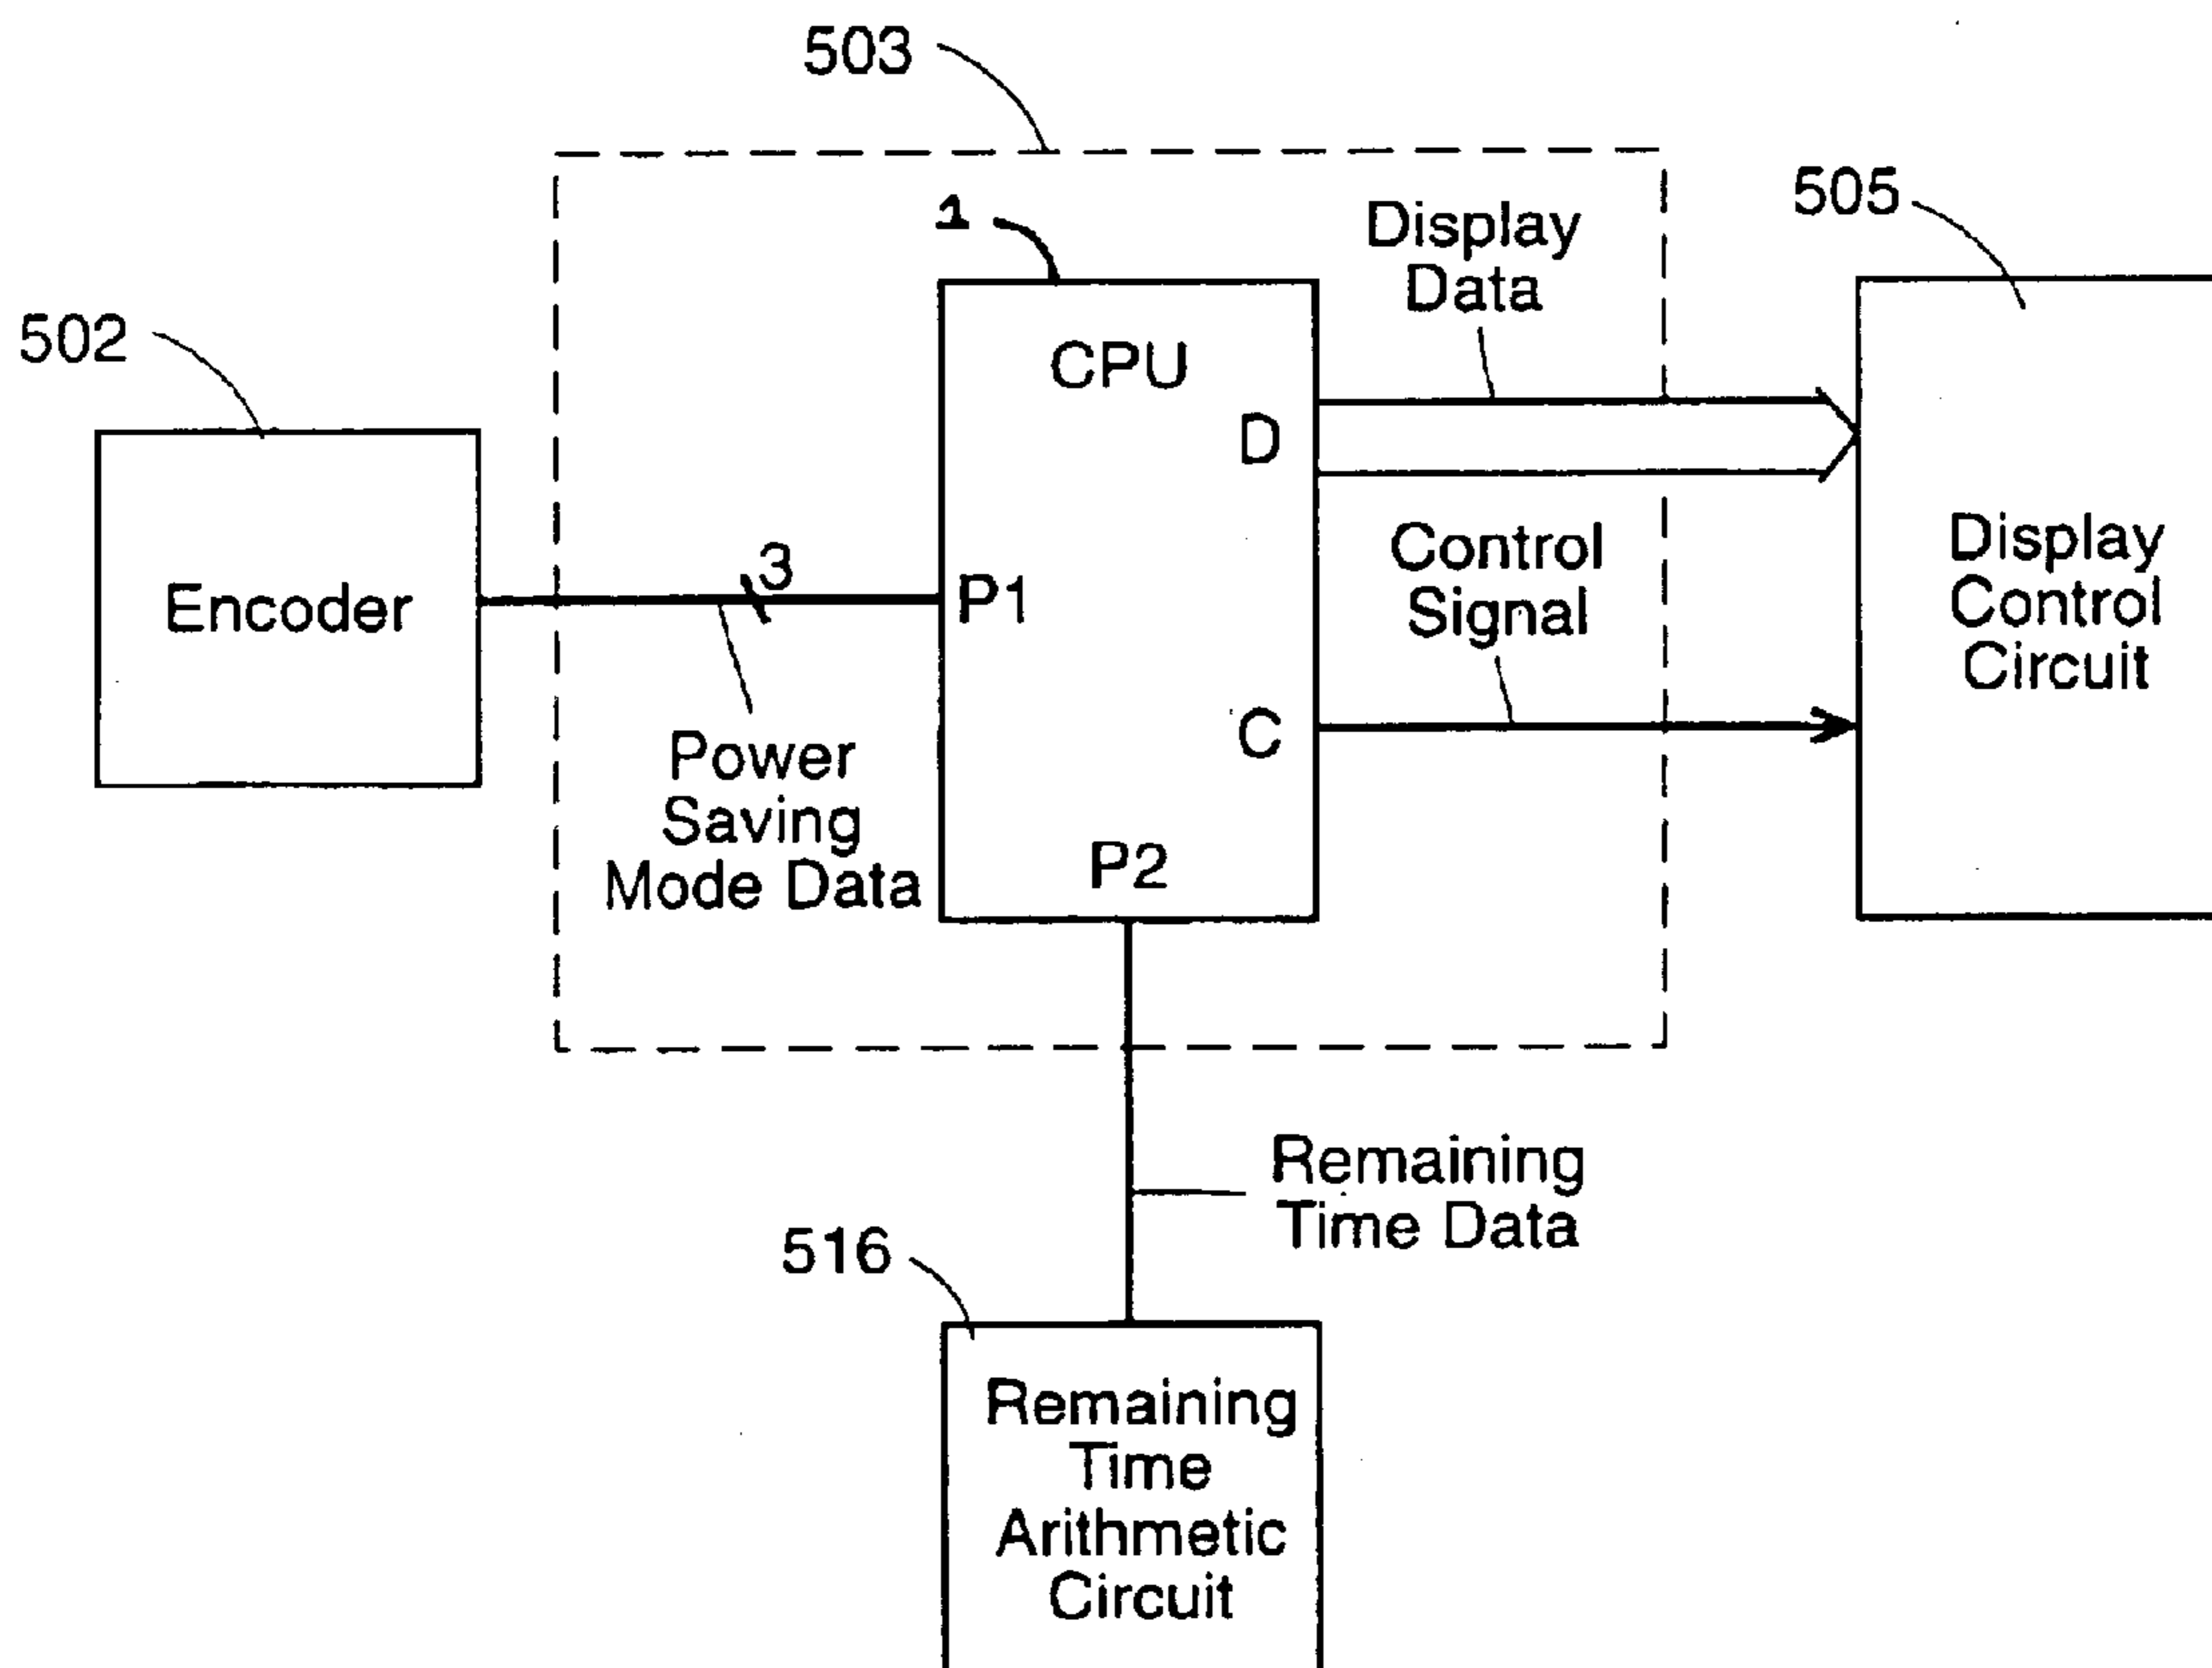 503
505
1
Display
Data
502
CPU
D
Encoder
3
P1
Control
Signal
Display
Control
Circuit
C
Power
Saving
Mode Data
P2
Remaining
Time Data
516
Remaining
Time
Arithmetic
Circuit